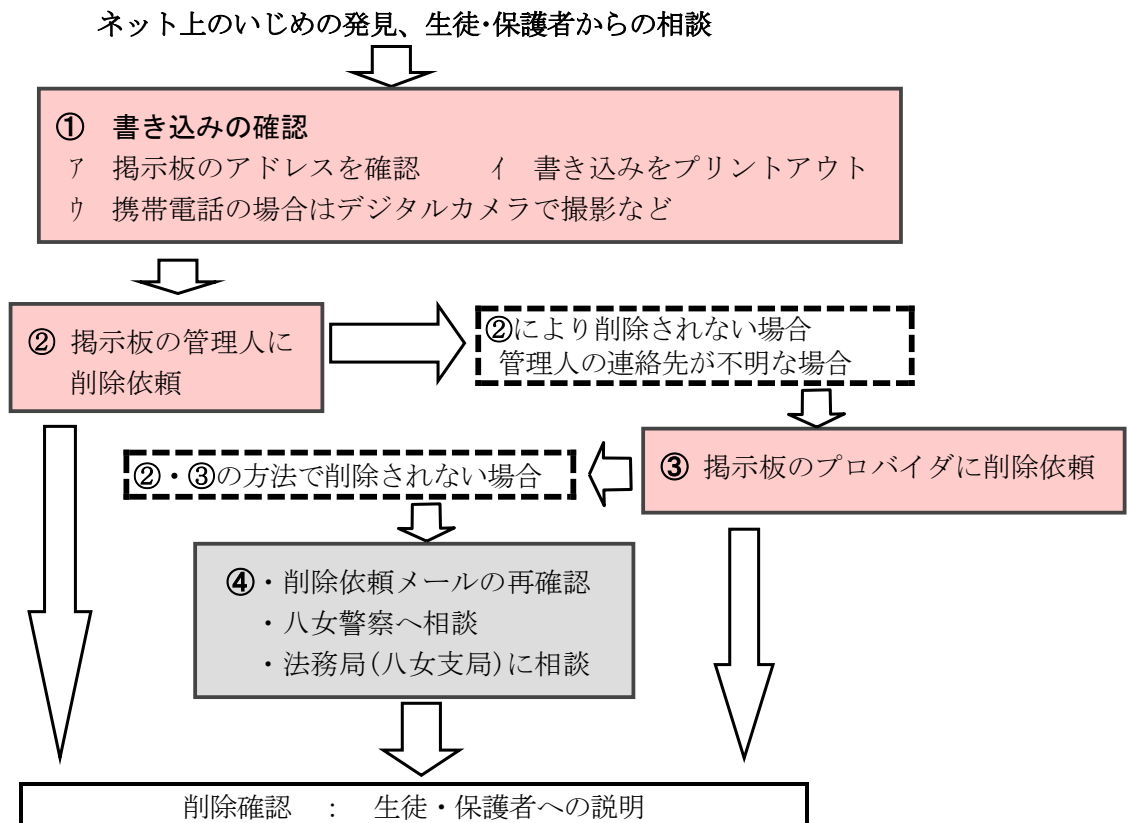 ネット上のいじめの発見、生徒・保護者からの相談
① 書き込みの確認
ア 掲示板のアドレスを確認 イ 書き込みをプリントアウト
ウ 携帯電話の場合はデジタルカメラで撮影など
② 掲示板の管理人に
削除依頼
②により削除されない場合
管理人の連絡先が不明な場合
③ 掲示板のプロバイダに削除依頼
②・③の方法で削除されない場合
④・削除依頼メールの再確認
・八女警察へ相談
・法務局(八女支局)に相談
削除確認 : 生徒・保護者への説明